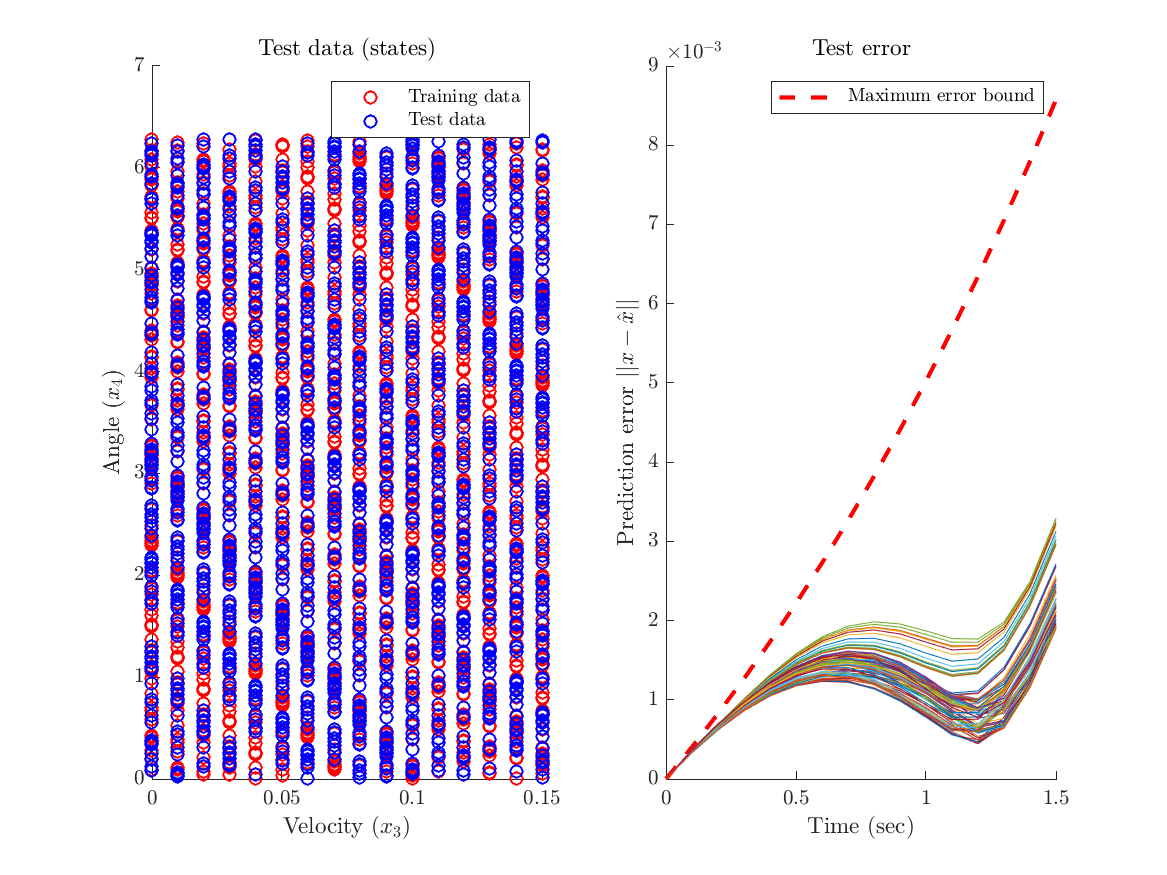 Test data (states)
Training data
Test data
7
6
5
4
3
2
1
0
Angle (x₄)
0 0.05 0.1 0.15
Velocity (x₃)
×10⁻³
Test error
Maximum error bound
9
8
7
6
5
4
3
2
1
0
Prediction error ||x − x̂||
0 0.5 1 1.5
Time (sec)